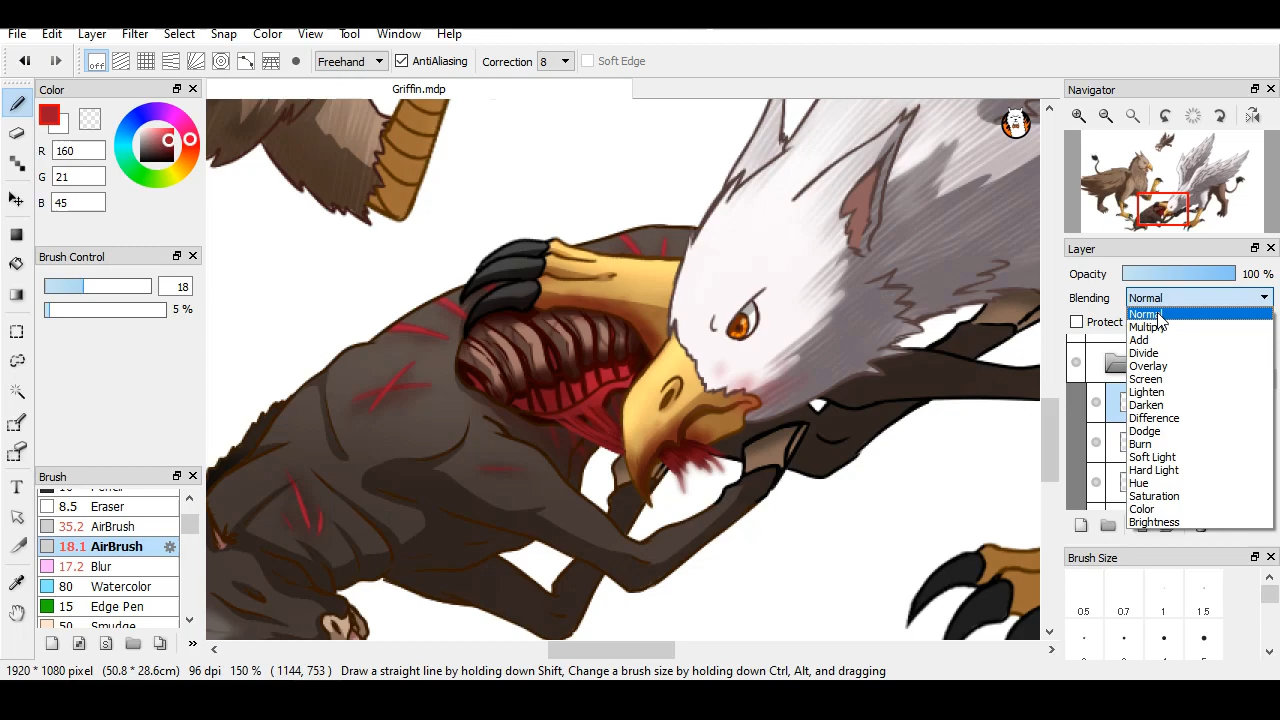 File Edit Layer Filter Select Snap Color View Tool Window Help
off Freehand AntiAliasing Correction 8 Soft Edge
Color
Griffin.mdp
Navigator
R 160
G 21
B 45
Brush Control
18
5 %
Layer
Opacity 100 %
Blending Normal
Protect
Normal
Multiply
Add
Divide
Overlay
Screen
Lighten
Darken
Difference
Dodge
Burn
Soft Light
Hard Light
Hue
Saturation
Color
Brightness
Brush
8.5 Eraser
35.2 AirBrush
18.1 AirBrush
17.2 Blur
80 Watercolor
15 Edge Pen
50 Smudge
Brush Size
0.5 0.7 1 1.5
1920 * 1080 pixel (50.8 * 28.6cm) 96 dpi 150 % ( 1144, 753 ) Draw a straight line by holding down Shift, Change a brush size by holding down Ctrl, Alt, and dragging